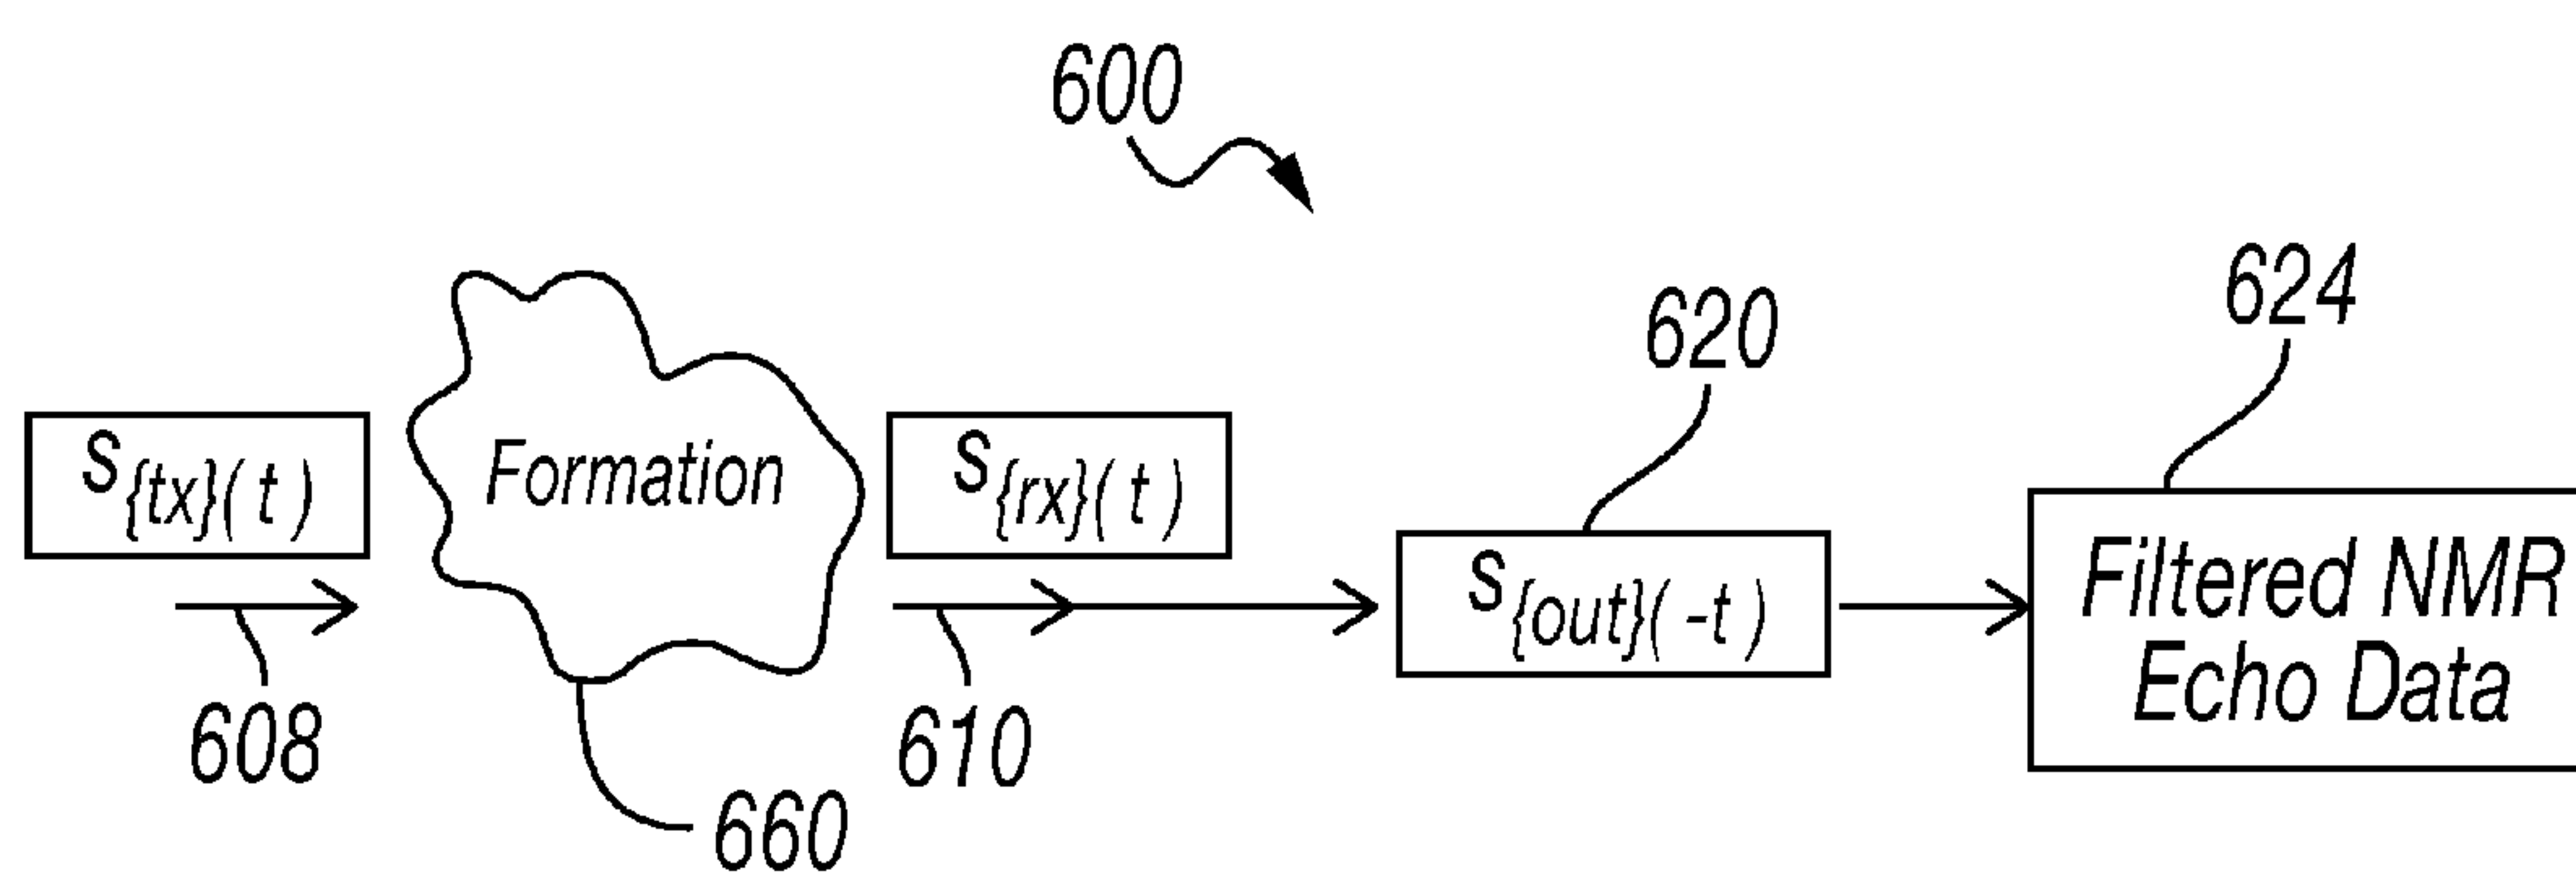 600
624
620
s{tx}( t )
Formation
s{rx}( t )
s{out}( -t )
Filtered NMR
Echo Data
608
610
660